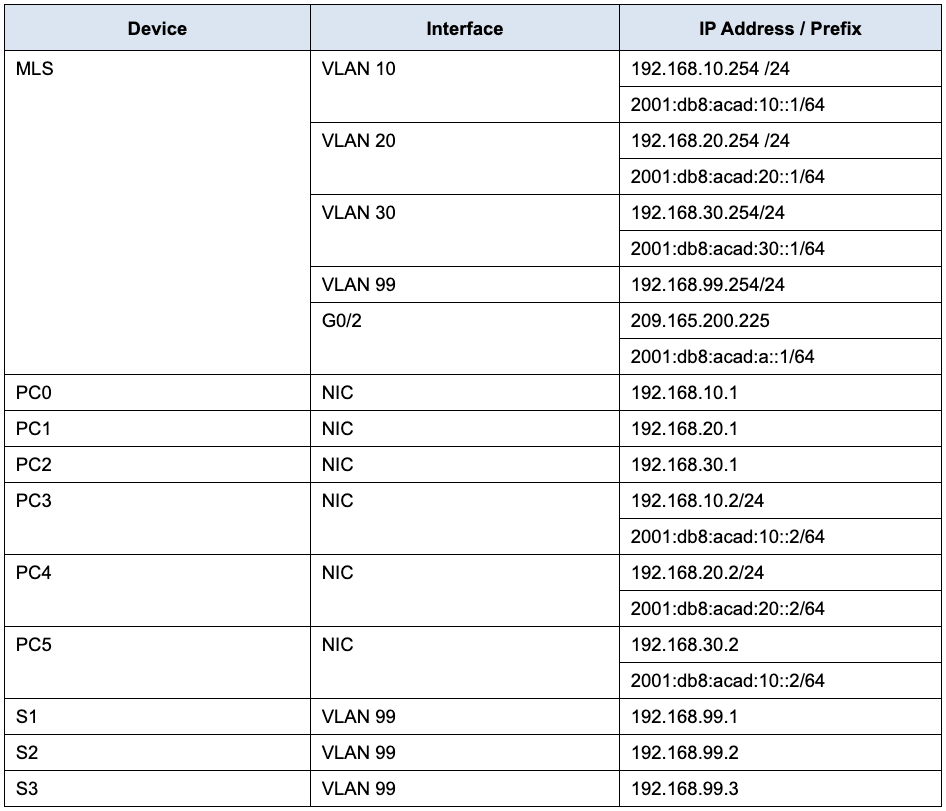 Device Interface IP Address / Prefix
MLS VLAN 10 192.168.10.254 /24
2001:db8:acad:10::1/64
VLAN 20 192.168.20.254 /24
2001:db8:acad:20::1/64
VLAN 30 192.168.30.254/24
2001:db8:acad:30::1/64
VLAN 99 192.168.99.254/24
G0/2 209.165.200.225
2001:db8:acad:a::1/64
PC0 NIC 192.168.10.1
PC1 NIC 192.168.20.1
PC2 NIC 192.168.30.1
PC3 NIC 192.168.10.2/24
2001:db8:acad:10::2/64
PC4 NIC 192.168.20.2/24
2001:db8:acad:20::2/64
PC5 NIC 192.168.30.2
2001:db8:acad:10::2/64
S1 VLAN 99 192.168.99.1
S2 VLAN 99 192.168.99.2
S3 VLAN 99 192.168.99.3